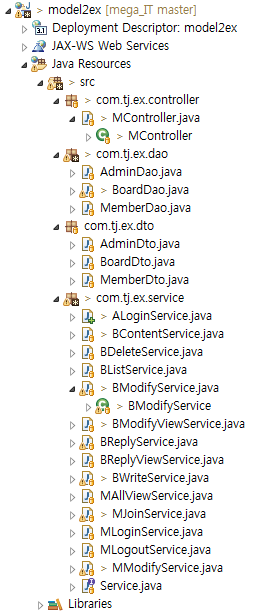 > model2ex [mega_IT master]
Deployment Descriptor: model2ex
JAX-WS Web Services
> Java Resources
> src
> com.tj.ex.controller
> MController.java
> MController
> com.tj.ex.dao
AdminDao.java
> BoardDao.java
MemberDao.java
com.tj.ex.dto
AdminDto.java
BoardDto.java
MemberDto.java
> com.tj.ex.service
ALoginService.java
> BContentService.java
BDeleteService.java
BListService.java
> BModifyService.java
> BModifyService
> BModifyViewService.java
BReplyService.java
BReplyViewService.java
> BWriteService.java
MAllViewService.java
> MJoinService.java
MLoginService.java
MLogoutService.java
> MModifyService.java
Service.java
Libraries